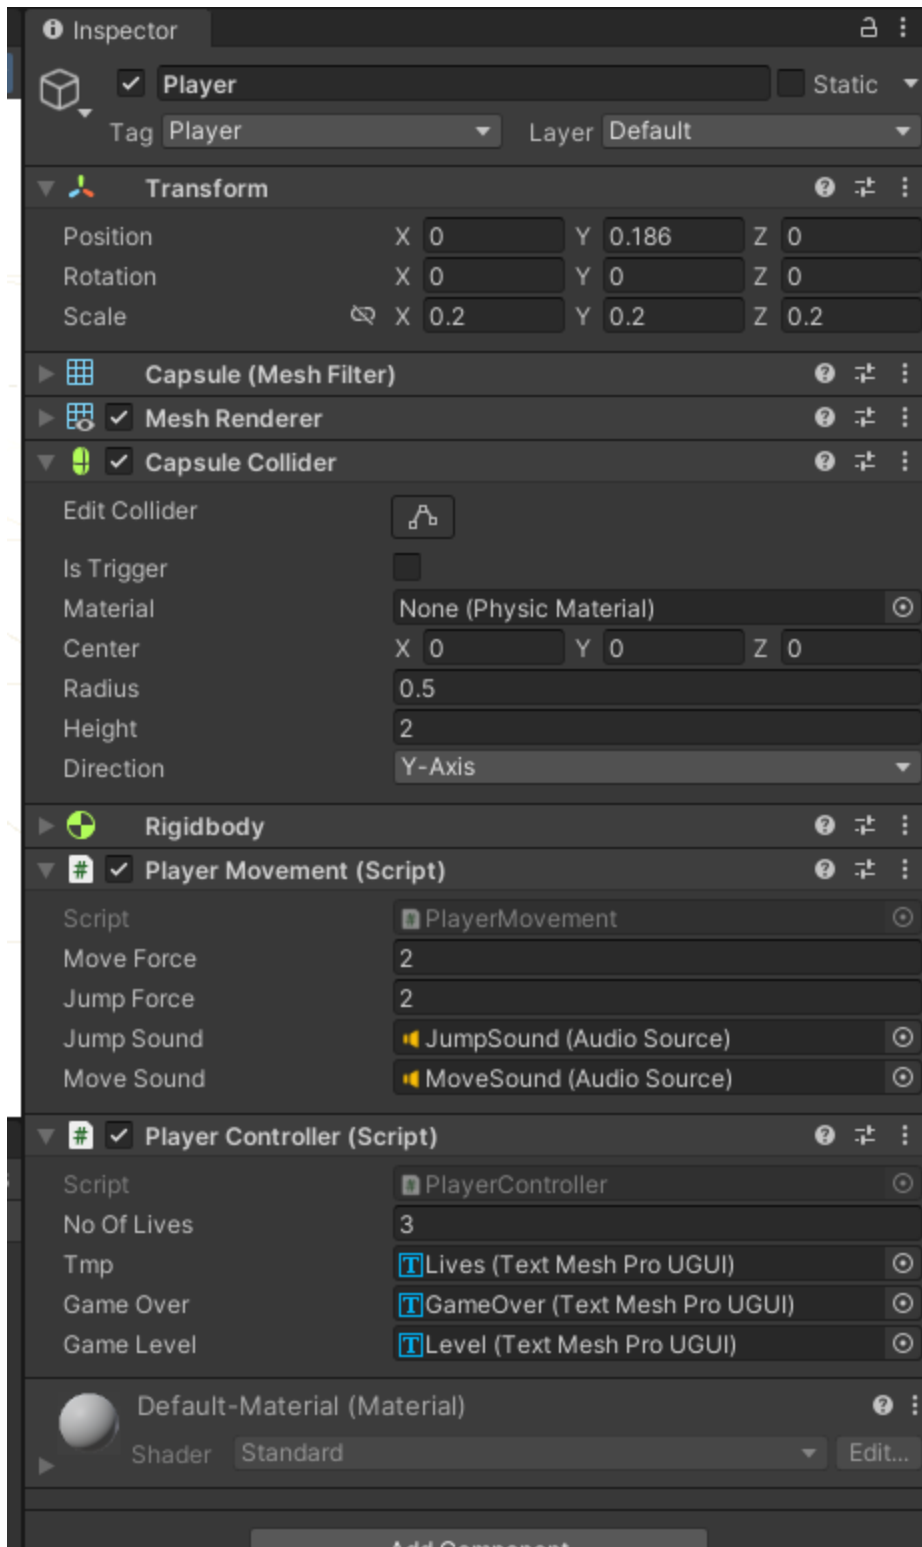 Inspector
Player Static
Tag Player Layer Default
Transform
Position X 0 Y 0.186 Z 0
Rotation X 0 Y 0 Z 0
Scale X 0.2 Y 0.2 Z 0.2
Capsule (Mesh Filter)
Mesh Renderer
Capsule Collider
Edit Collider
Is Trigger
Material None (Physic Material)
Center X 0 Y 0 Z 0
Radius 0.5
Height 2
Direction Y-Axis
Rigidbody
# Player Movement (Script)
Script PlayerMovement
Move Force 2
Jump Force 2
Jump Sound JumpSound (Audio Source)
Move Sound MoveSound (Audio Source)
# Player Controller (Script)
Script PlayerController
No Of Lives 3
Tmp T Lives (Text Mesh Pro UGUI)
Game Over T GameOver (Text Mesh Pro UGUI)
Game Level T Level (Text Mesh Pro UGUI)
Default-Material (Material)
Shader Standard Edit...
Add Component